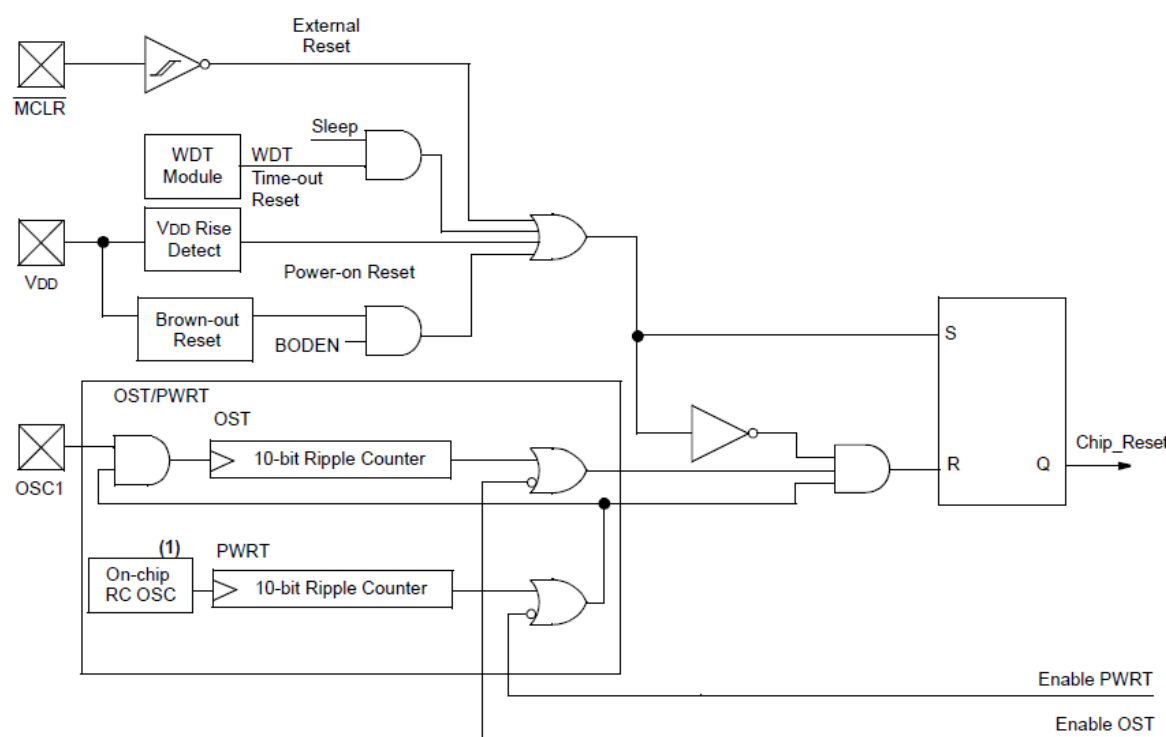 External
Reset
MCLR
Sleep
WDT
Module
WDT
Time-out
Reset
VDD Rise
Detect
VDD
Power-on Reset
Brown-out
Reset
BODEN
S
OST/PWRT
OST
10-bit Ripple Counter
OSC1
Chip_Reset
R
Q
(1)
PWRT
On-chip
RC OSC
10-bit Ripple Counter
Enable PWRT
Enable OST